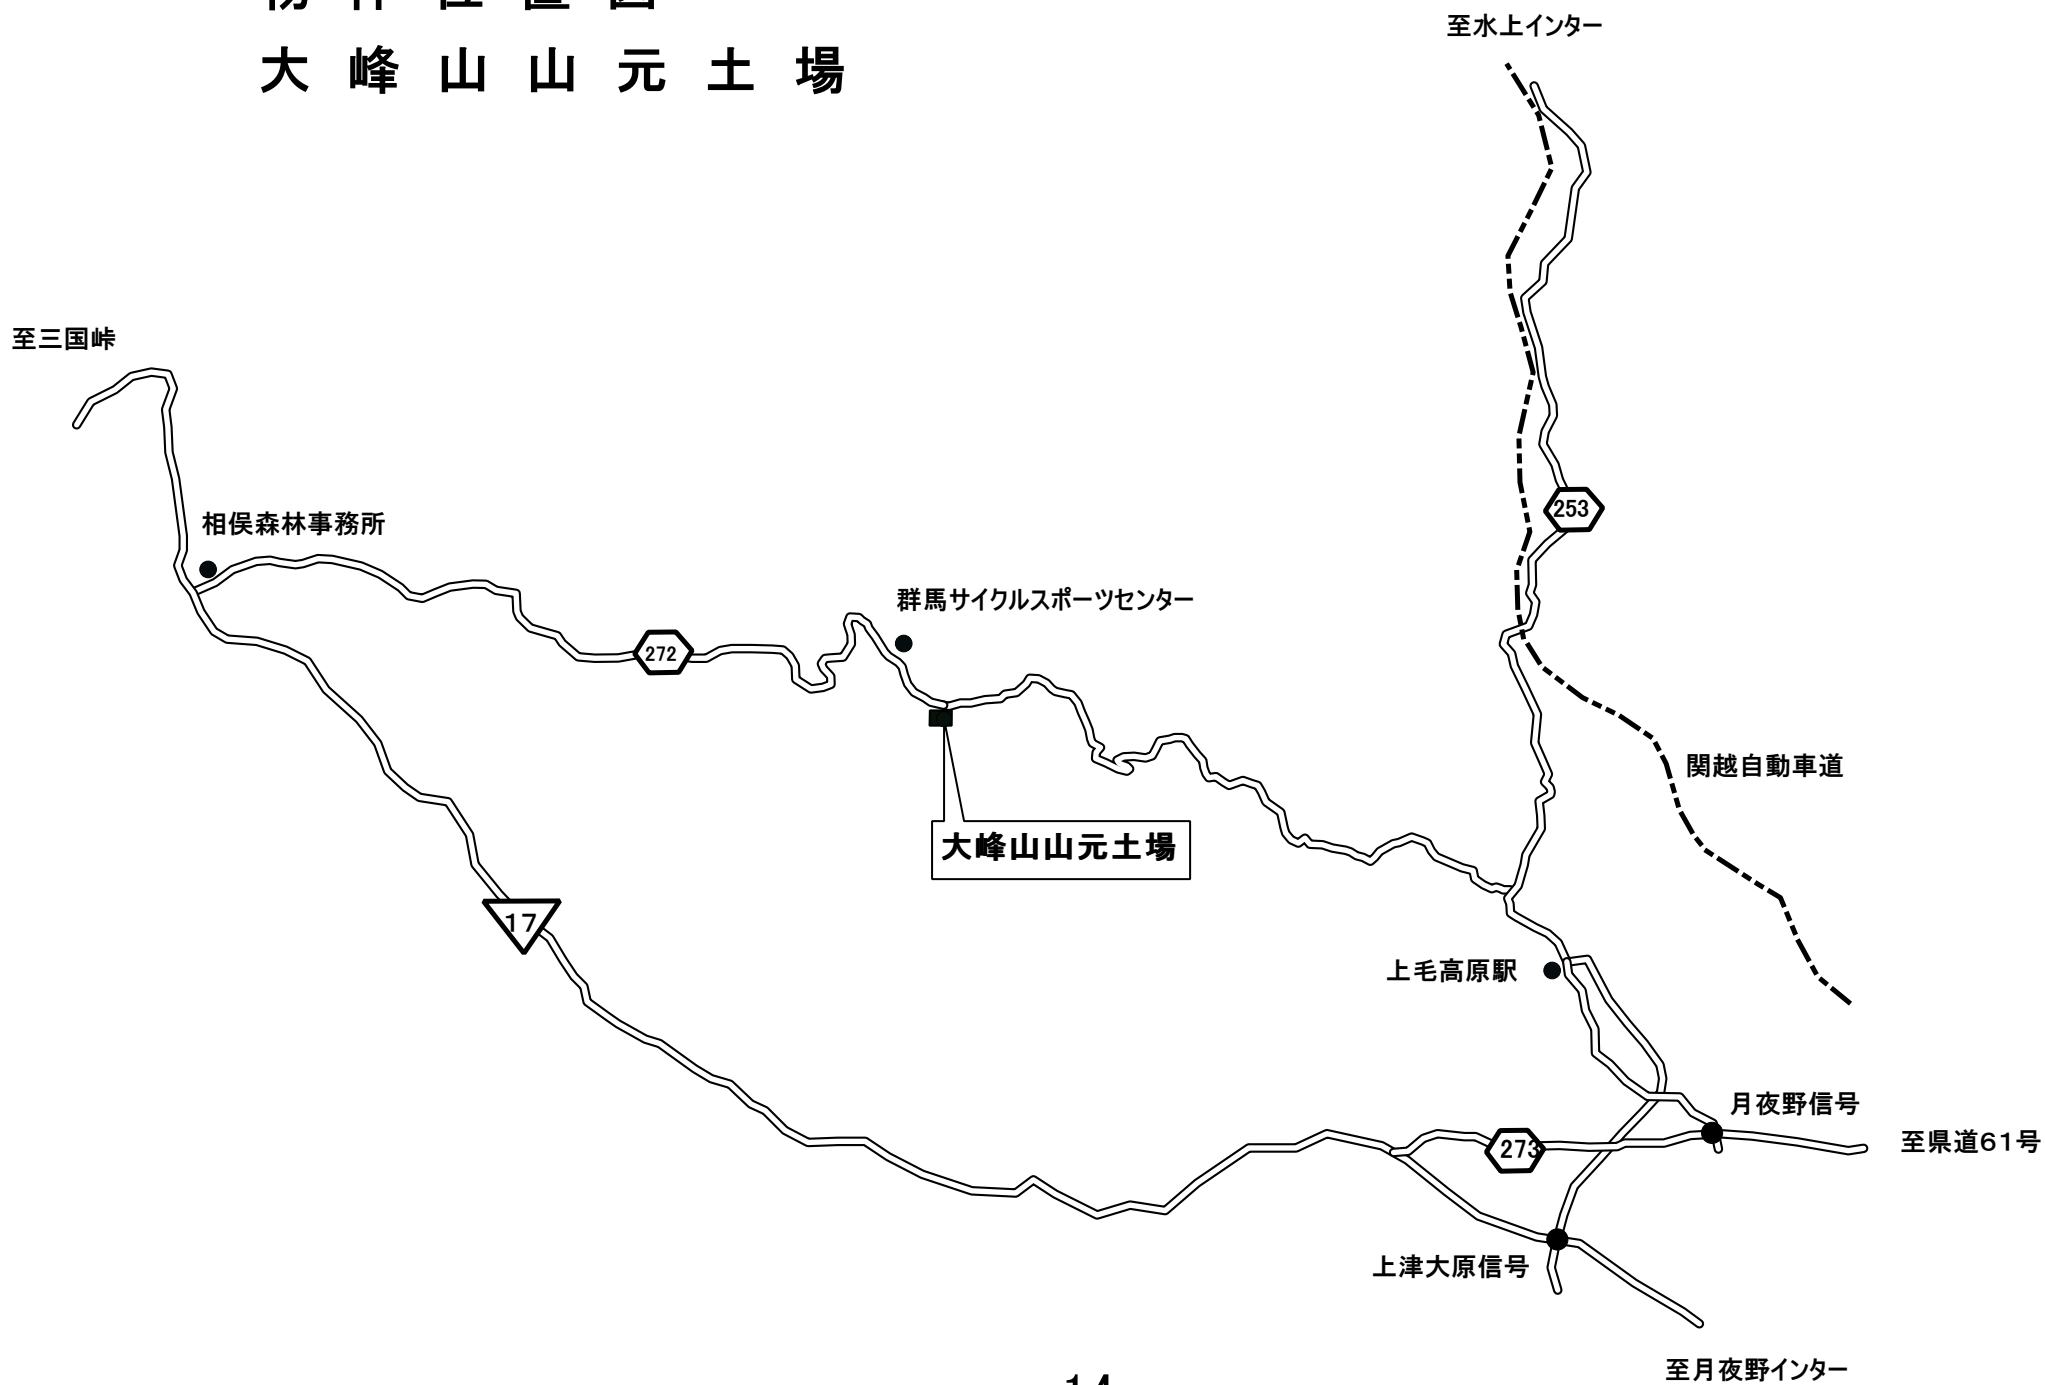 大峰山山元土場
至水上インター
至三国峠
253
相俣森林事務所
群馬サイクルスポーツセンター
272
関越自動車道
大峰山山元土場
17
上毛高原駅
月夜野信号
至県道61号
273
上津大原信号
至月夜野インター